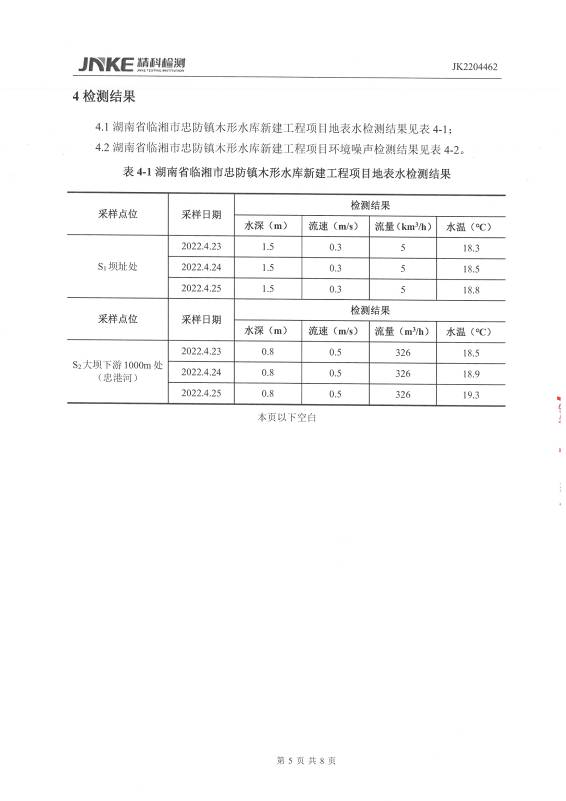 JNKE 精科检测
JINKE TESTING INSTITUTION
JK2204462
4 检测结果
4.1 湖南省临湘市忠防镇木形水库新建工程项目地表水检测结果见表 4-1；
4.2 湖南省临湘市忠防镇木形水库新建工程项目环境噪声检测结果见表 4-2。
表 4-1 湖南省临湘市忠防镇木形水库新建工程项目地表水检测结果
采样点位 采样日期 检测结果
水深（m） 流速（m/s） 流量（km³/h） 水温（℃）
S₁ 坝址处 2022.4.23 1.5 0.3 5 18.3
2022.4.24 1.5 0.3 5 18.5
2022.4.25 1.5 0.3 5 18.8
采样点位 采样日期 检测结果
水深（m） 流速（m/s） 流量（m³/h） 水温（℃）
S₂ 大坝下游 1000m 处
（忠港河）
2022.4.23 0.8 0.5 326 18.5
2022.4.24 0.8 0.5 326 18.9
2022.4.25 0.8 0.5 326 19.3
本页以下空白
第 5 页 共 8 页